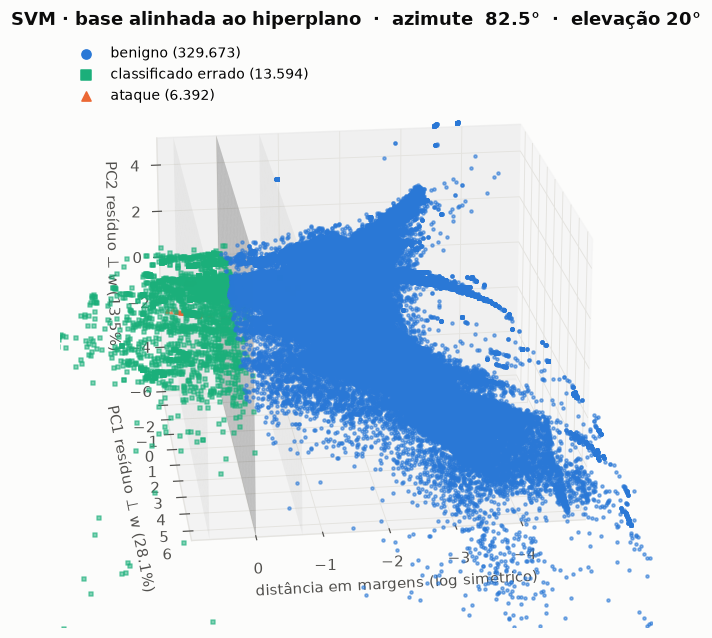 SVM · base alinhada ao hiperplano · azimute 82.5° · elevação 20°
benigno (329.673)
classificado errado (13.594)
ataque (6.392)
PC2 resíduo ⊥ w (13.5%)
4
2
0
−2
−4
−6
PC1 resíduo ⊥ w (28.1%)
−2
−1
0
1
2
3
4
5
6
0
−1
−2
−3
−4
distância em margens (log simétrico)